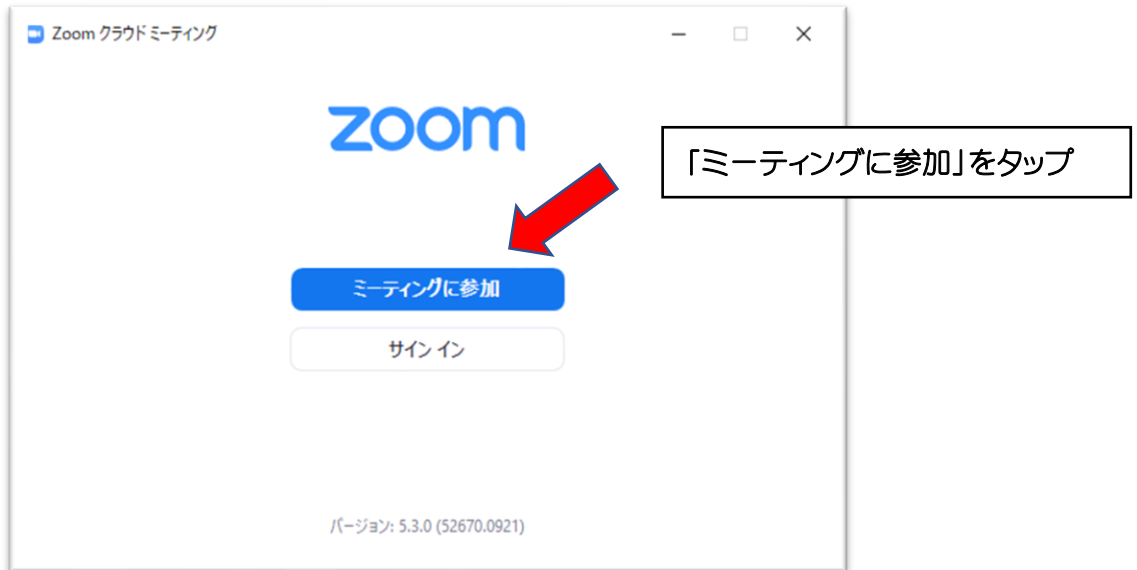 Zoom クラウド ミーティング
zoom
「ミーティングに参加」をタップ
ミーティングに参加
サイン イン
バージョン: 5.3.0 (52670.0921)